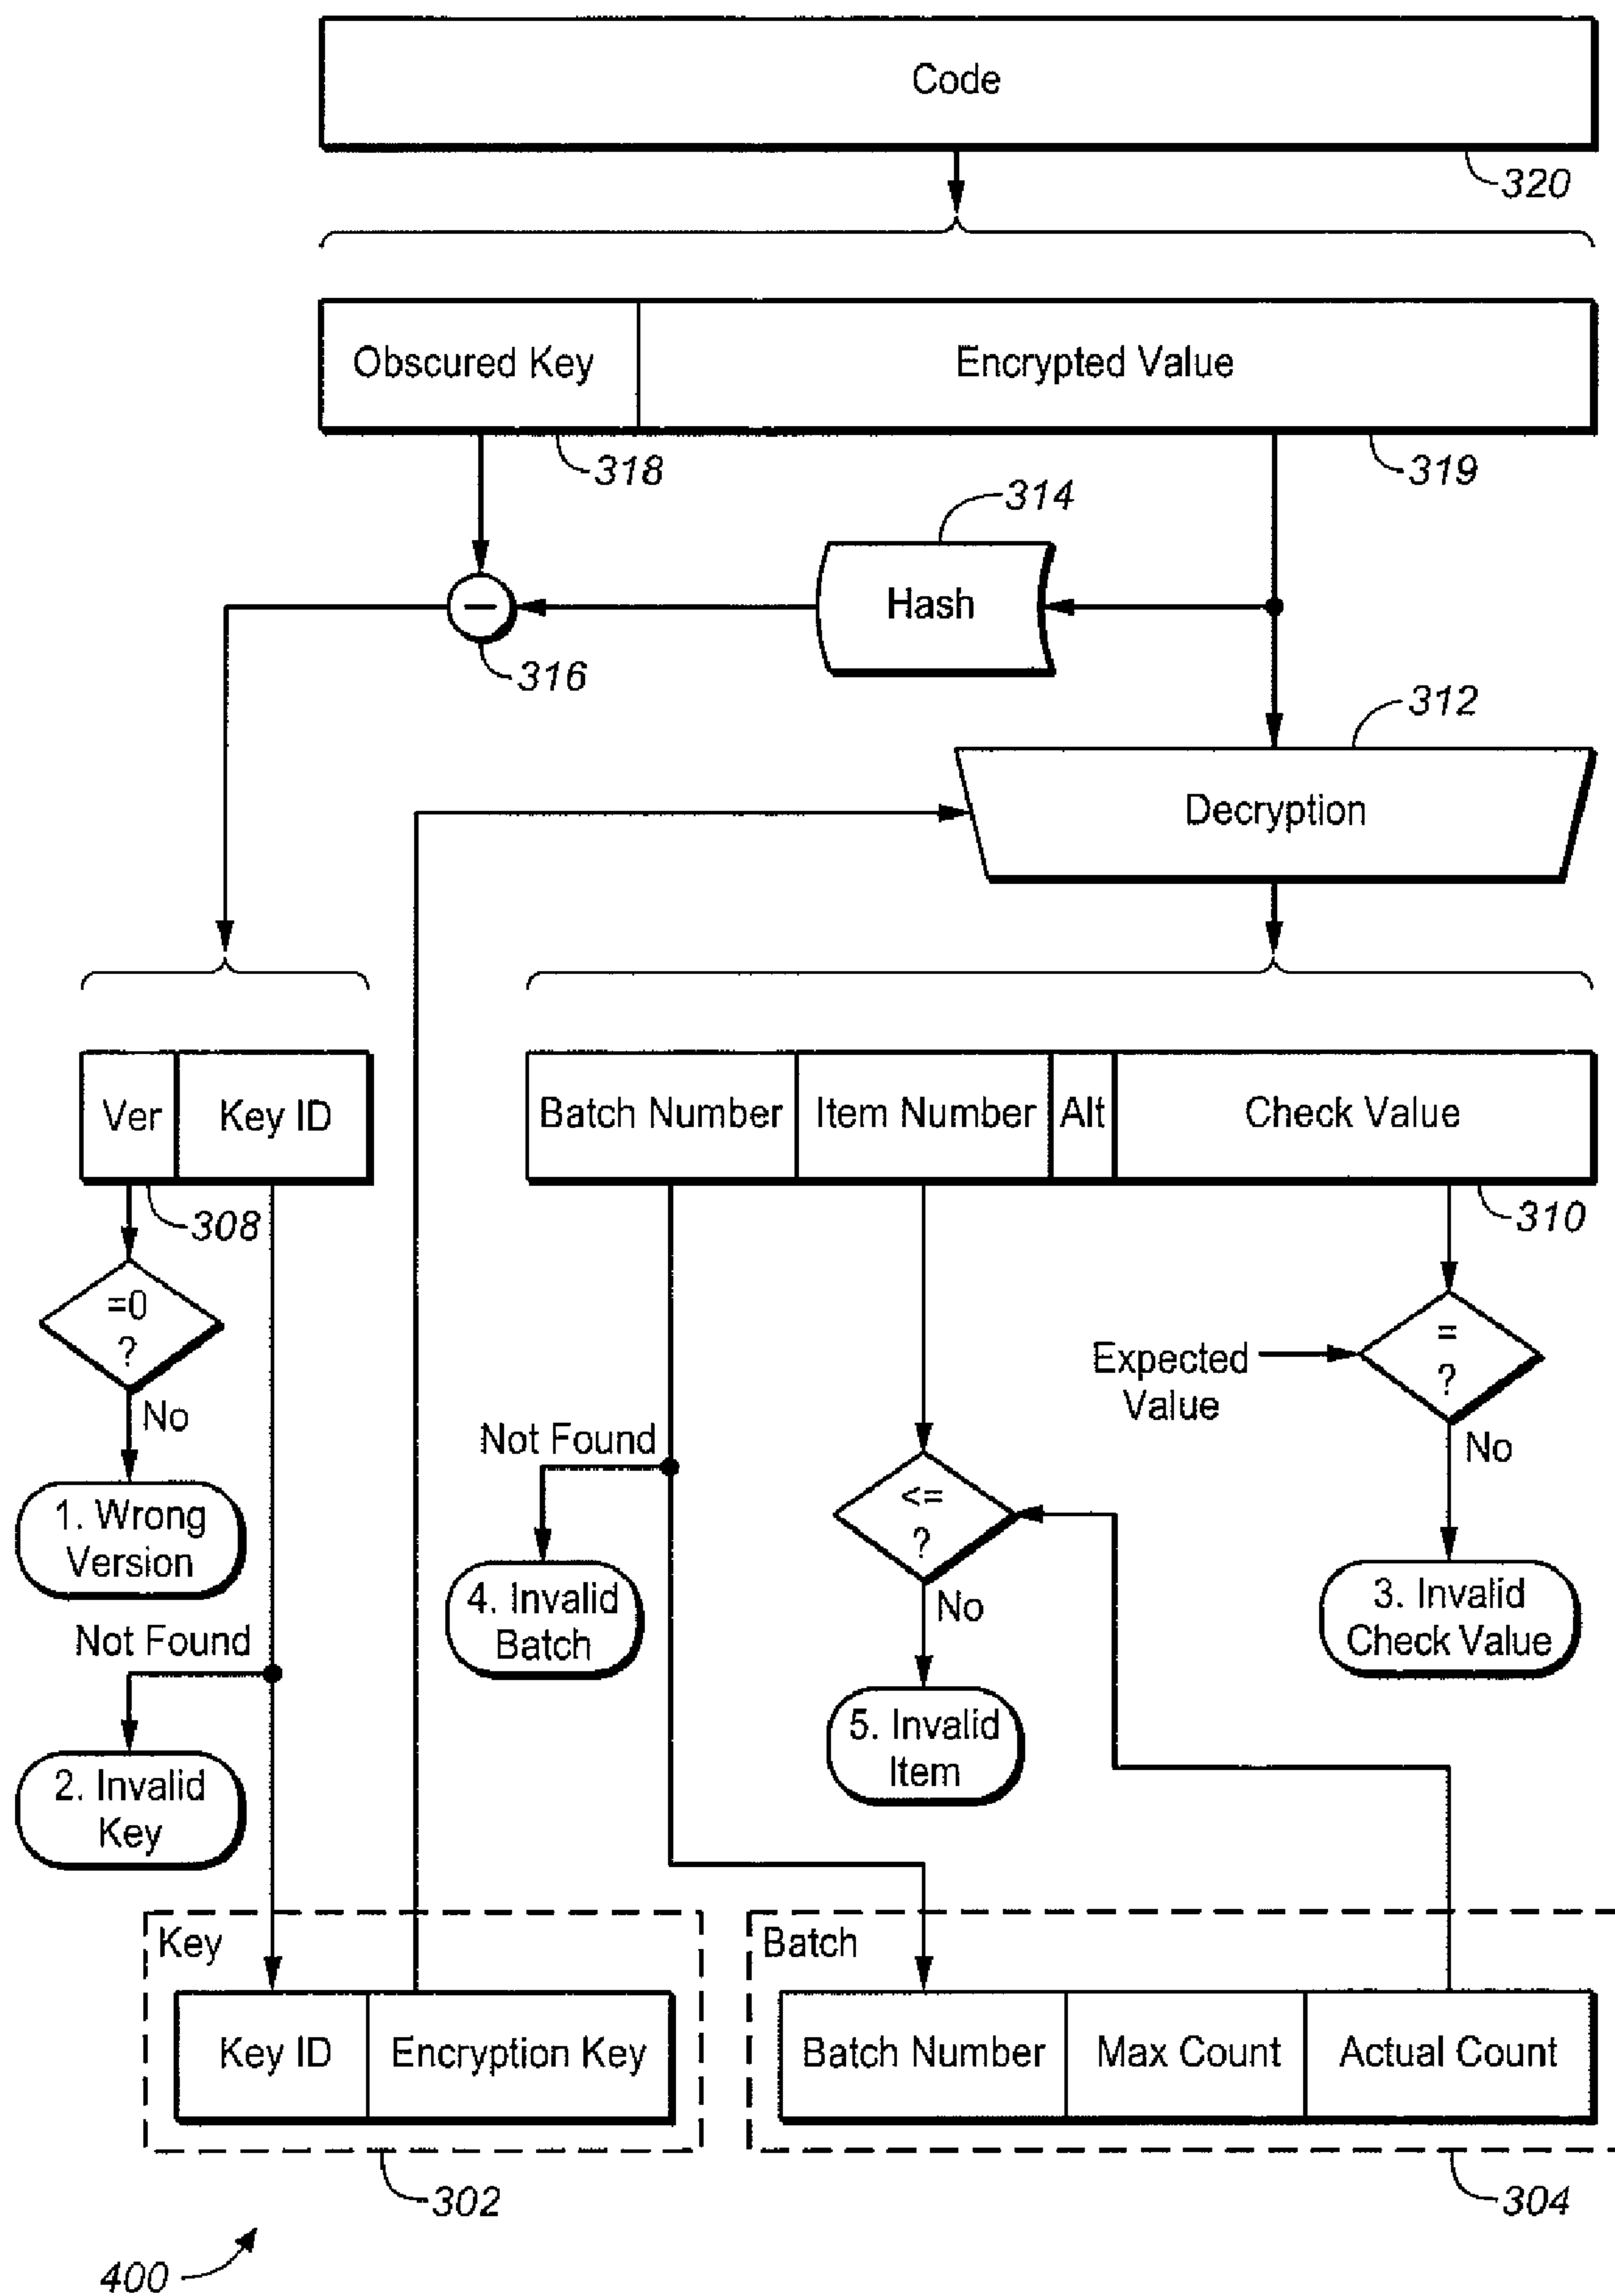 Code
320
Obscured Key
Encrypted Value
318
319
314
Hash
316
312
Decryption
Ver
Key ID
Batch Number
Item Number
Alt
Check Value
308
310
=0
?
=
?
Expected
Value
No
No
Not Found
<=
?
1. Wrong
Version
4. Invalid
Batch
No
3. Invalid
Check Value
Not Found
5. Invalid
Item
2. Invalid
Key
Key
Batch
Key ID
Encryption Key
Batch Number
Max Count
Actual Count
302
304
400